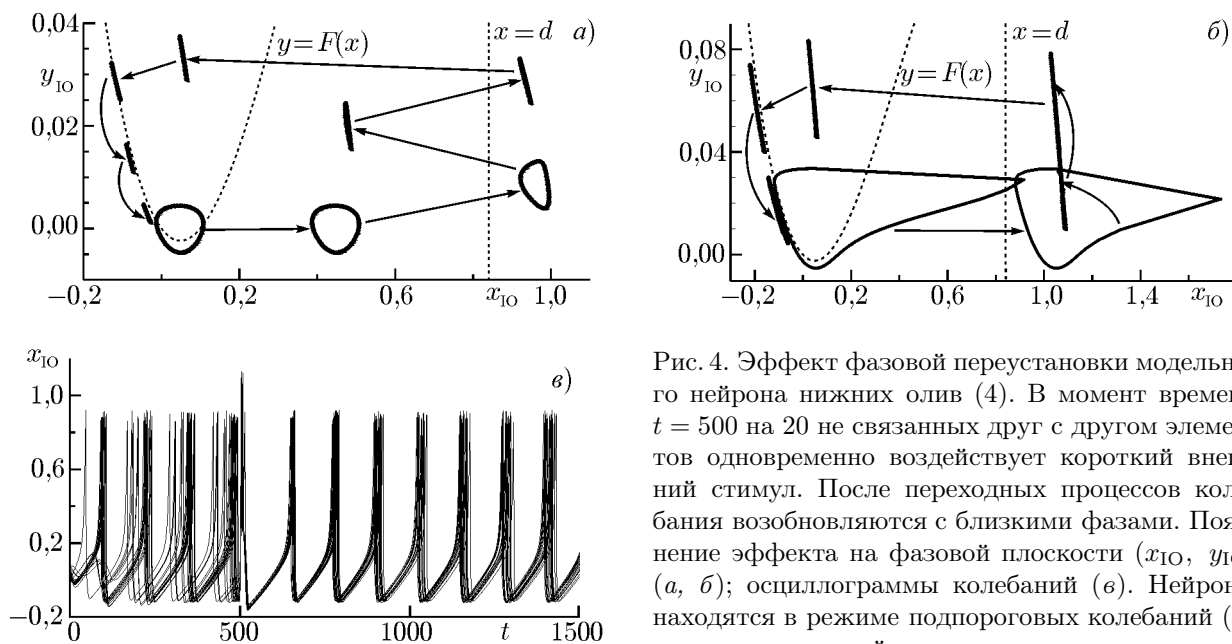 0,04
y_IO
0,02
0,00
−0,2
0,2
0,6
x_IO
1,0
y = F(x)
x = d
а)
0,08
y_IO
0,04
0,00
−0,2
0,2
0,6
1,0
1,4
x_IO
y = F(x)
x = d
б)
x_IO
1,0
0,6
0,2
−0,2
0
500
t
1000
1500
в)
Рис. 4. Эффект фазовой переустановки модельн
го нейрона нижних олив (4). В момент времен
t = 500 на 20 не связанных друг с другом элеме
тов одновременно воздействует короткий внеш
ний стимул. После переходных процессов кол
бания возобновляются с близкими фазами. Поя
нение эффекта на фазовой плоскости (x_IO, y_IO
(а, б); осциллограммы колебаний (в). Нейрон
находятся в режиме подпороговых колебаний (